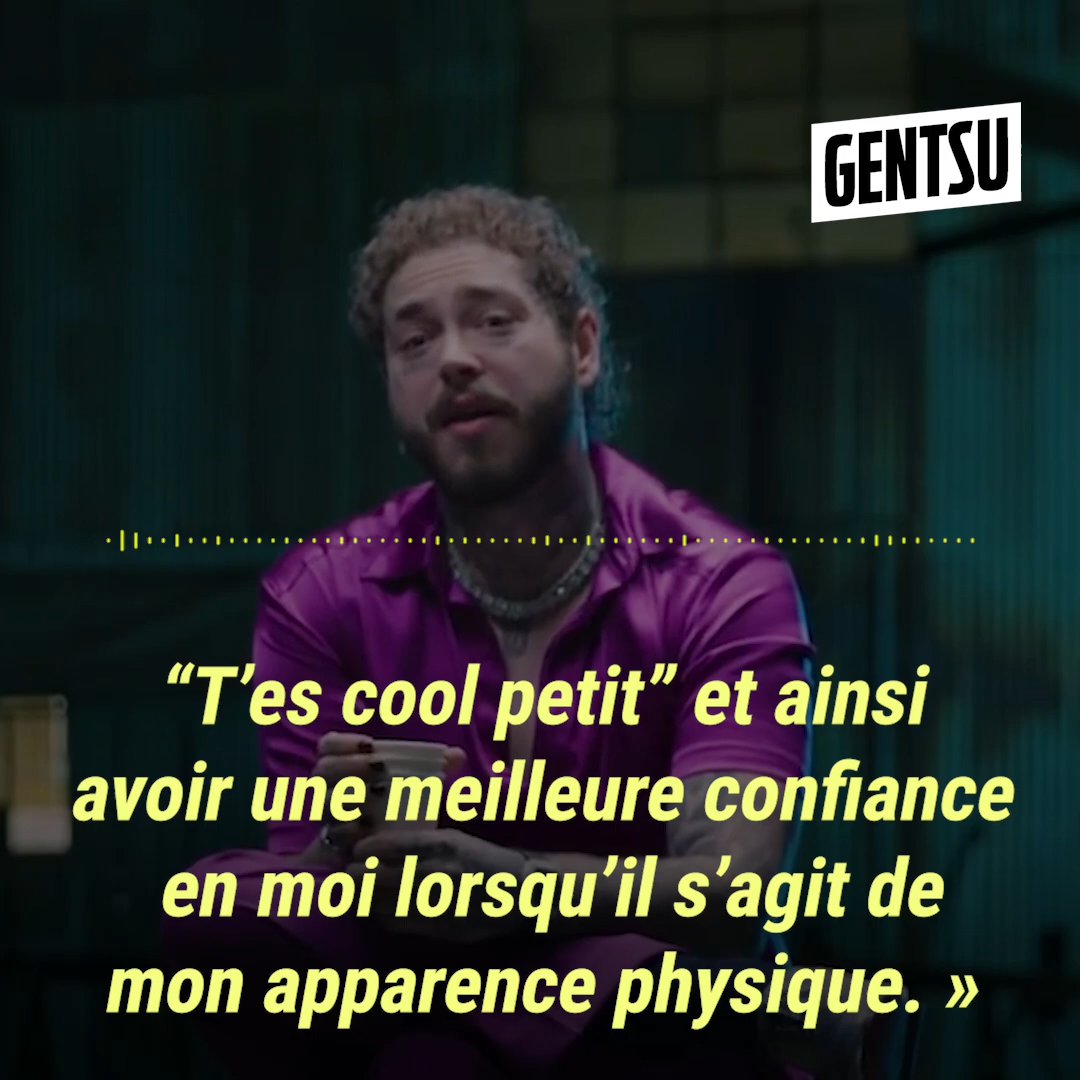 GENTSU
“T’es cool petit” et ainsi
avoir une meilleure confiance
en moi lorsqu’il s’agit de
mon apparence physique. »